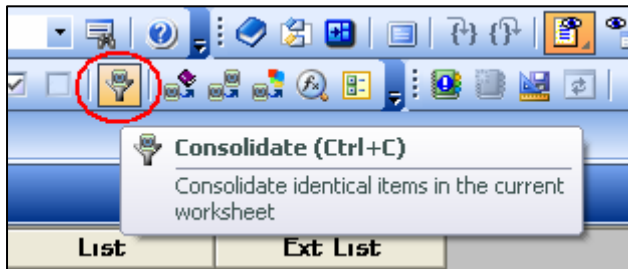 Consolidate (Ctrl+C)
Consolidate identical items in the current
worksheet
List
Ext List